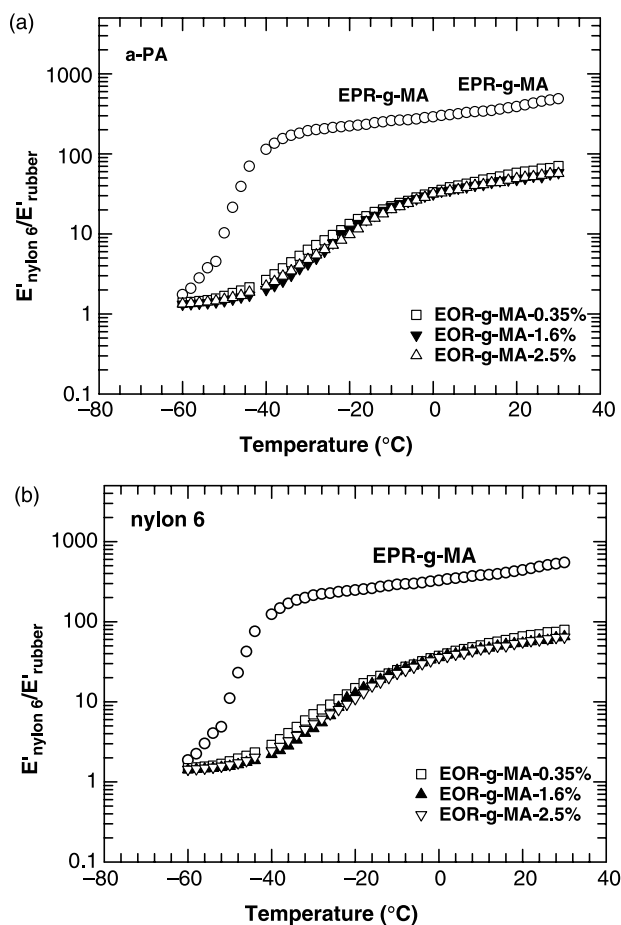 (a)
a-PA
EPR-g-MA EPR-g-MA
1000
100
10
1
0.1
E'nylon 6/E'rubber
EOR-g-MA-0.35%
EOR-g-MA-1.6%
EOR-g-MA-2.5%
−80 −60 −40 −20 0 20 40
Temperature (°C)
(b)
nylon 6
EPR-g-MA
1000
100
10
1
0.1
E'nylon 6/E'rubber
EOR-g-MA-0.35%
EOR-g-MA-1.6%
EOR-g-MA-2.5%
−80 −60 −40 −20 0 20 40
Temperature (°C)